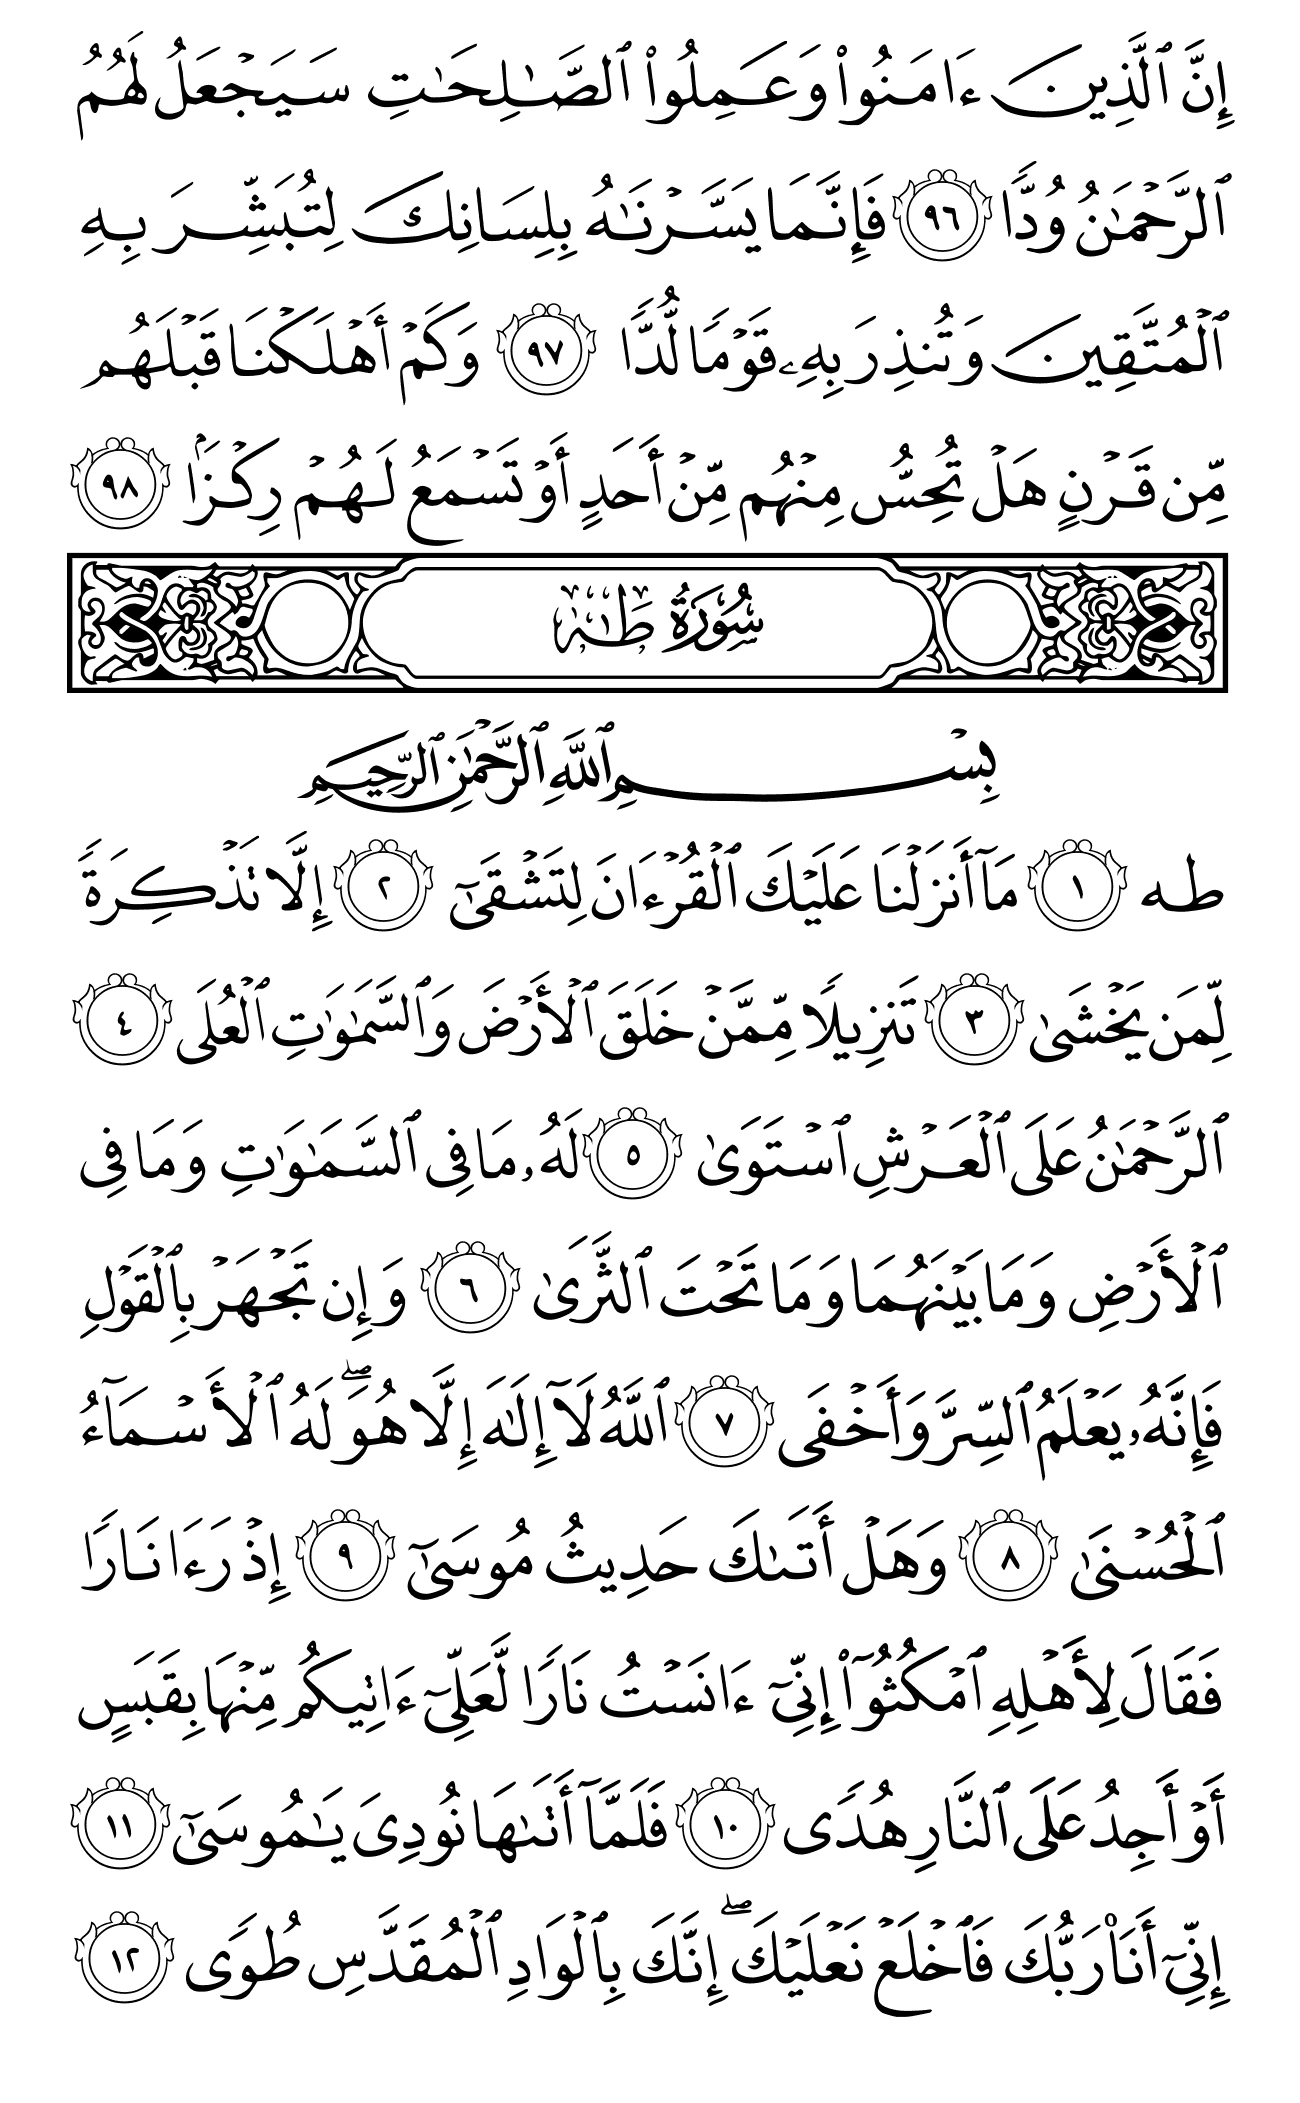 إِنَّ ٱلَّذِينَ ءَامَنُوا۟ وَعَمِلُوا۟ ٱلصَّـٰلِحَـٰتِ سَيَجْعَلُ لَهُمُ
ٱلرَّحْمَـٰنُ وُدًّا ٩٦ فَإِنَّمَا يَسَّرْنَـٰهُ بِلِسَانِكَ لِتُبَشِّرَ بِهِ
ٱلْمُتَّقِينَ وَتُنذِرَ بِهِۦ قَوْمًا لُّدًّا ٩٧ وَكَمْ أَهْلَكْنَا قَبْلَهُم
مِّن قَرْنٍ هَلْ تُحِسُّ مِنْهُم مِّنْ أَحَدٍ أَوْ تَسْمَعُ لَهُمْ رِكْزًۢا ٩٨
سُورَةُ طَـٰهَٰ
بِسْمِ ٱللَّهِ ٱلرَّحْمَـٰنِ ٱلرَّحِيمِ
طه ١ مَآ أَنزَلْنَا عَلَيْكَ ٱلْقُرْءَانَ لِتَشْقَىٰٓ ٢ إِلَّا تَذْكِرَةً
لِّمَن يَخْشَىٰ ٣ تَنزِيلًا مِّمَّنْ خَلَقَ ٱلْأَرْضَ وَٱلسَّمَـٰوَٰتِ ٱلْعُلَى ٤
ٱلرَّحْمَـٰنُ عَلَى ٱلْعَرْشِ ٱسْتَوَىٰ ٥ لَهُۥ مَا فِى ٱلسَّمَـٰوَٰتِ وَمَا فِى
ٱلْأَرْضِ وَمَا بَيْنَهُمَا وَمَا تَحْتَ ٱلثَّرَىٰ ٦ وَإِن تَجْهَرْ بِٱلْقَوْلِ
فَإِنَّهُۥ يَعْلَمُ ٱلسِّرَّ وَأَخْفَى ٧ ٱللَّهُ لَآ إِلَـٰهَ إِلَّا هُوَ ۖ لَهُ ٱلْأَسْمَآءُ
ٱلْحُسْنَىٰ ٨ وَهَلْ أَتَىٰكَ حَدِيثُ مُوسَىٰٓ ٩ إِذْ رَءَا نَارًا
فَقَالَ لِأَهْلِهِ ٱمْكُثُوٓا۟ إِنِّىٓ ءَانَسْتُ نَارًا لَّعَلِّىٓ ءَاتِيكُم مِّنْهَا بِقَبَسٍ
أَوْ أَجِدُ عَلَى ٱلنَّارِ هُدًى ١٠ فَلَمَّآ أَتَىٰهَا نُودِىَ يَـٰمُوسَىٰٓ ١١
إِنِّىٓ أَنَا۠ رَبُّكَ فَٱخْلَعْ نَعْلَيْكَ ۖ إِنَّكَ بِٱلْوَادِ ٱلْمُقَدَّسِ طُوًى ١٢